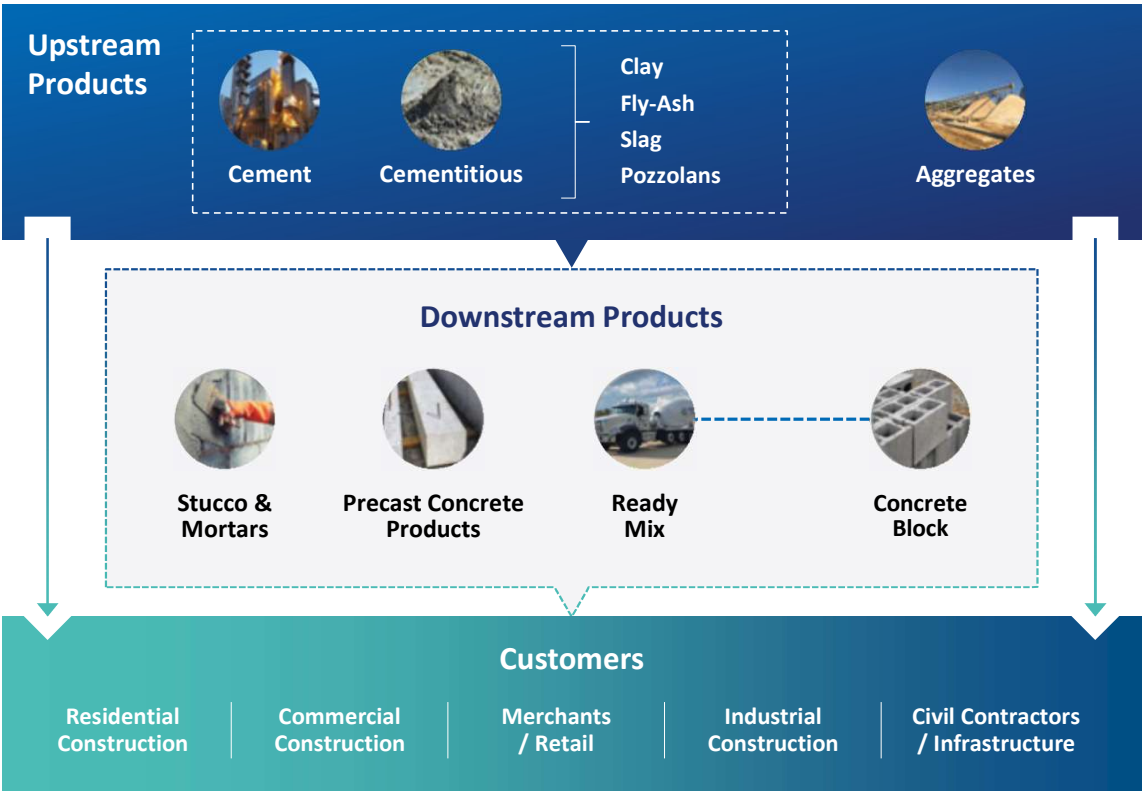 Upstream
Products
Cement
Cementitious
Clay
Fly-Ash
Slag
Pozzolans
Aggregates
Downstream Products
Stucco &
Mortars
Precast Concrete
Products
Ready
Mix
Concrete
Block
Customers
Residential
Construction
Commercial
Construction
Merchants
/ Retail
Industrial
Construction
Civil Contractors
/ Infrastructure